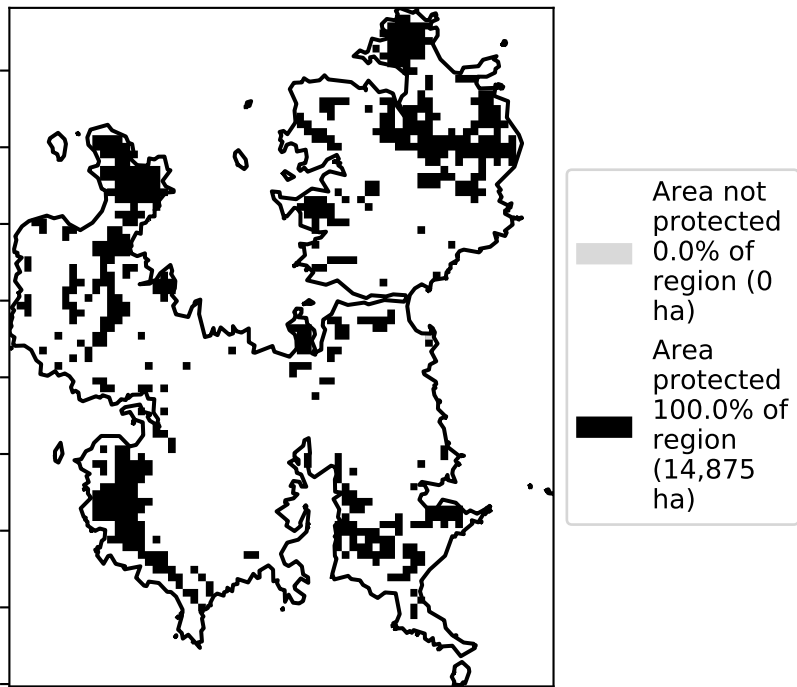 Area not
protected
0.0% of
region (0
ha)
Area
protected
100.0% of
region
(14,875
ha)